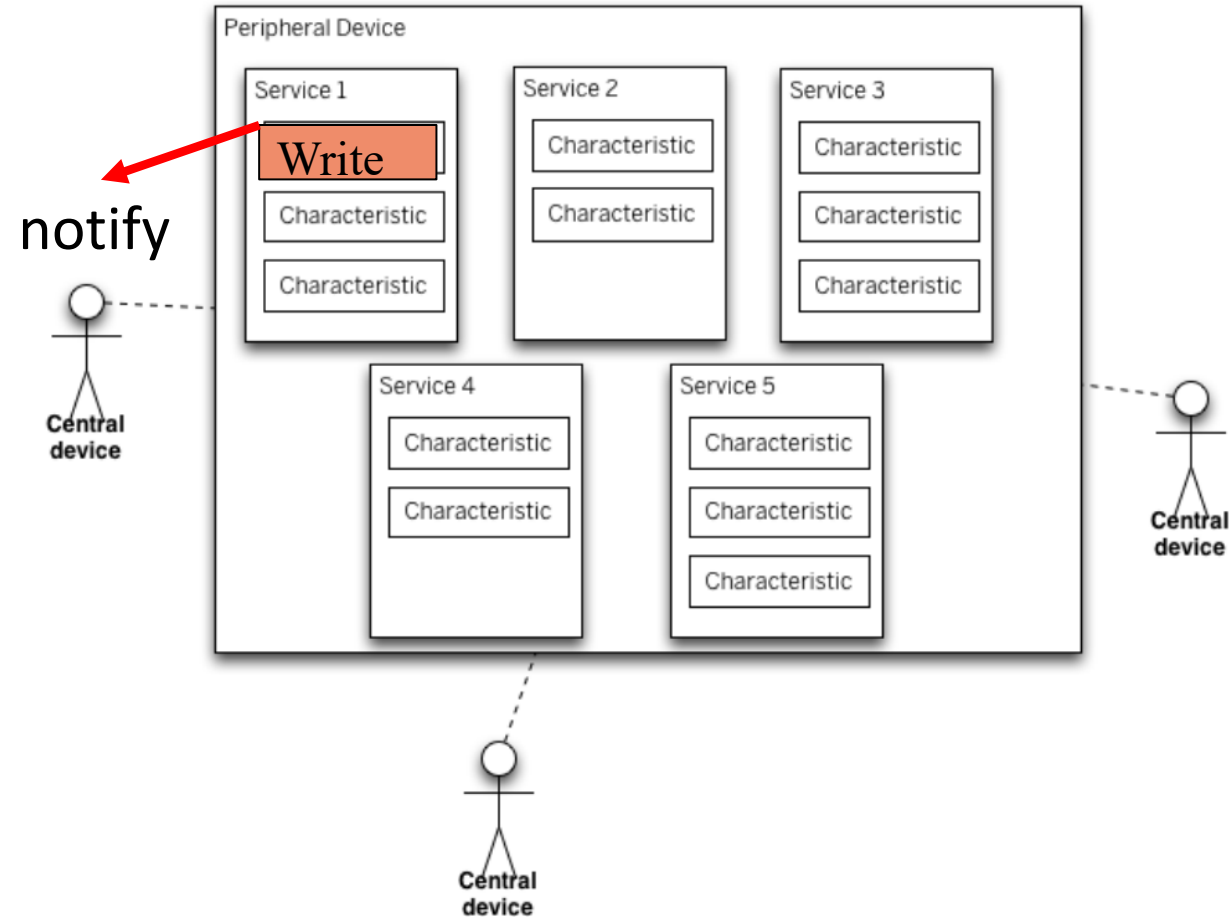 Peripheral Device
Service 1
Write
Characteristic
Characteristic
Service 2
Characteristic
Characteristic
Service 3
Characteristic
Characteristic
Characteristic
notify
Central
device
Service 4
Characteristic
Characteristic
Service 5
Characteristic
Characteristic
Characteristic
Central
device
Central
device